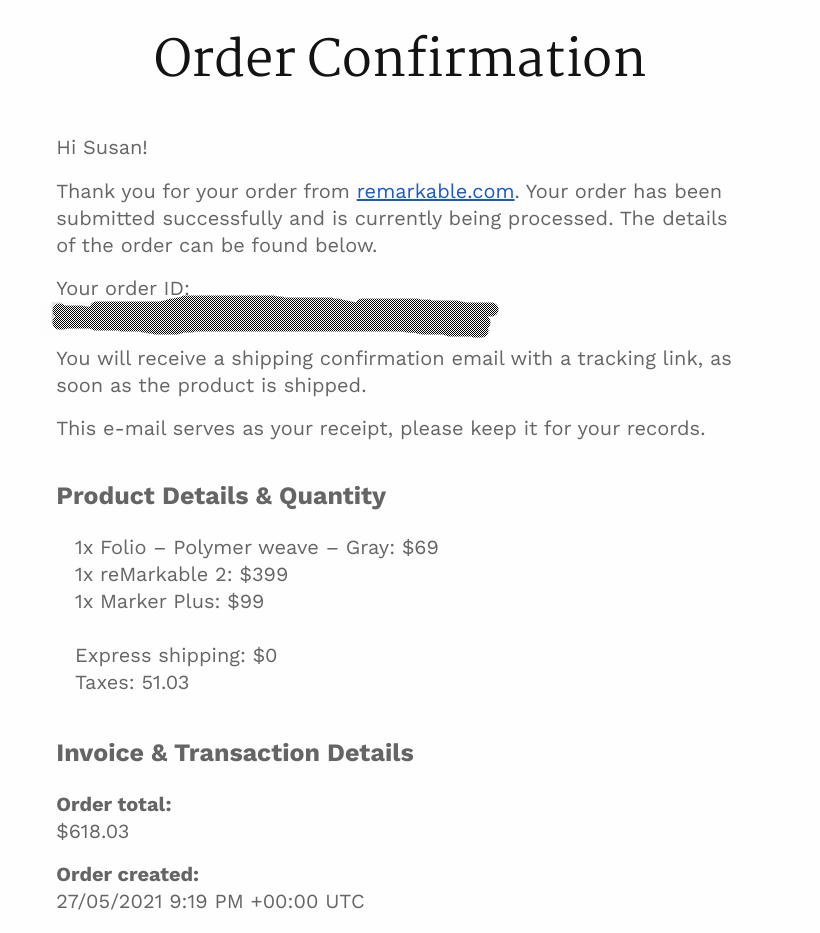 Order Confirmation
Hi Susan!
Thank you for your order from remarkable.com. Your order has been
submitted successfully and is currently being processed. The details
of the order can be found below.
Your order ID:
You will receive a shipping confirmation email with a tracking link, as
soon as the product is shipped.
This e-mail serves as your receipt, please keep it for your records.
Product Details & Quantity
1x Folio – Polymer weave – Gray: $69
1x reMarkable 2: $399
1x Marker Plus: $99
Express shipping: $0
Taxes: 51.03
Invoice & Transaction Details
Order total:
$618.03
Order created:
27/05/2021 9:19 PM +00:00 UTC